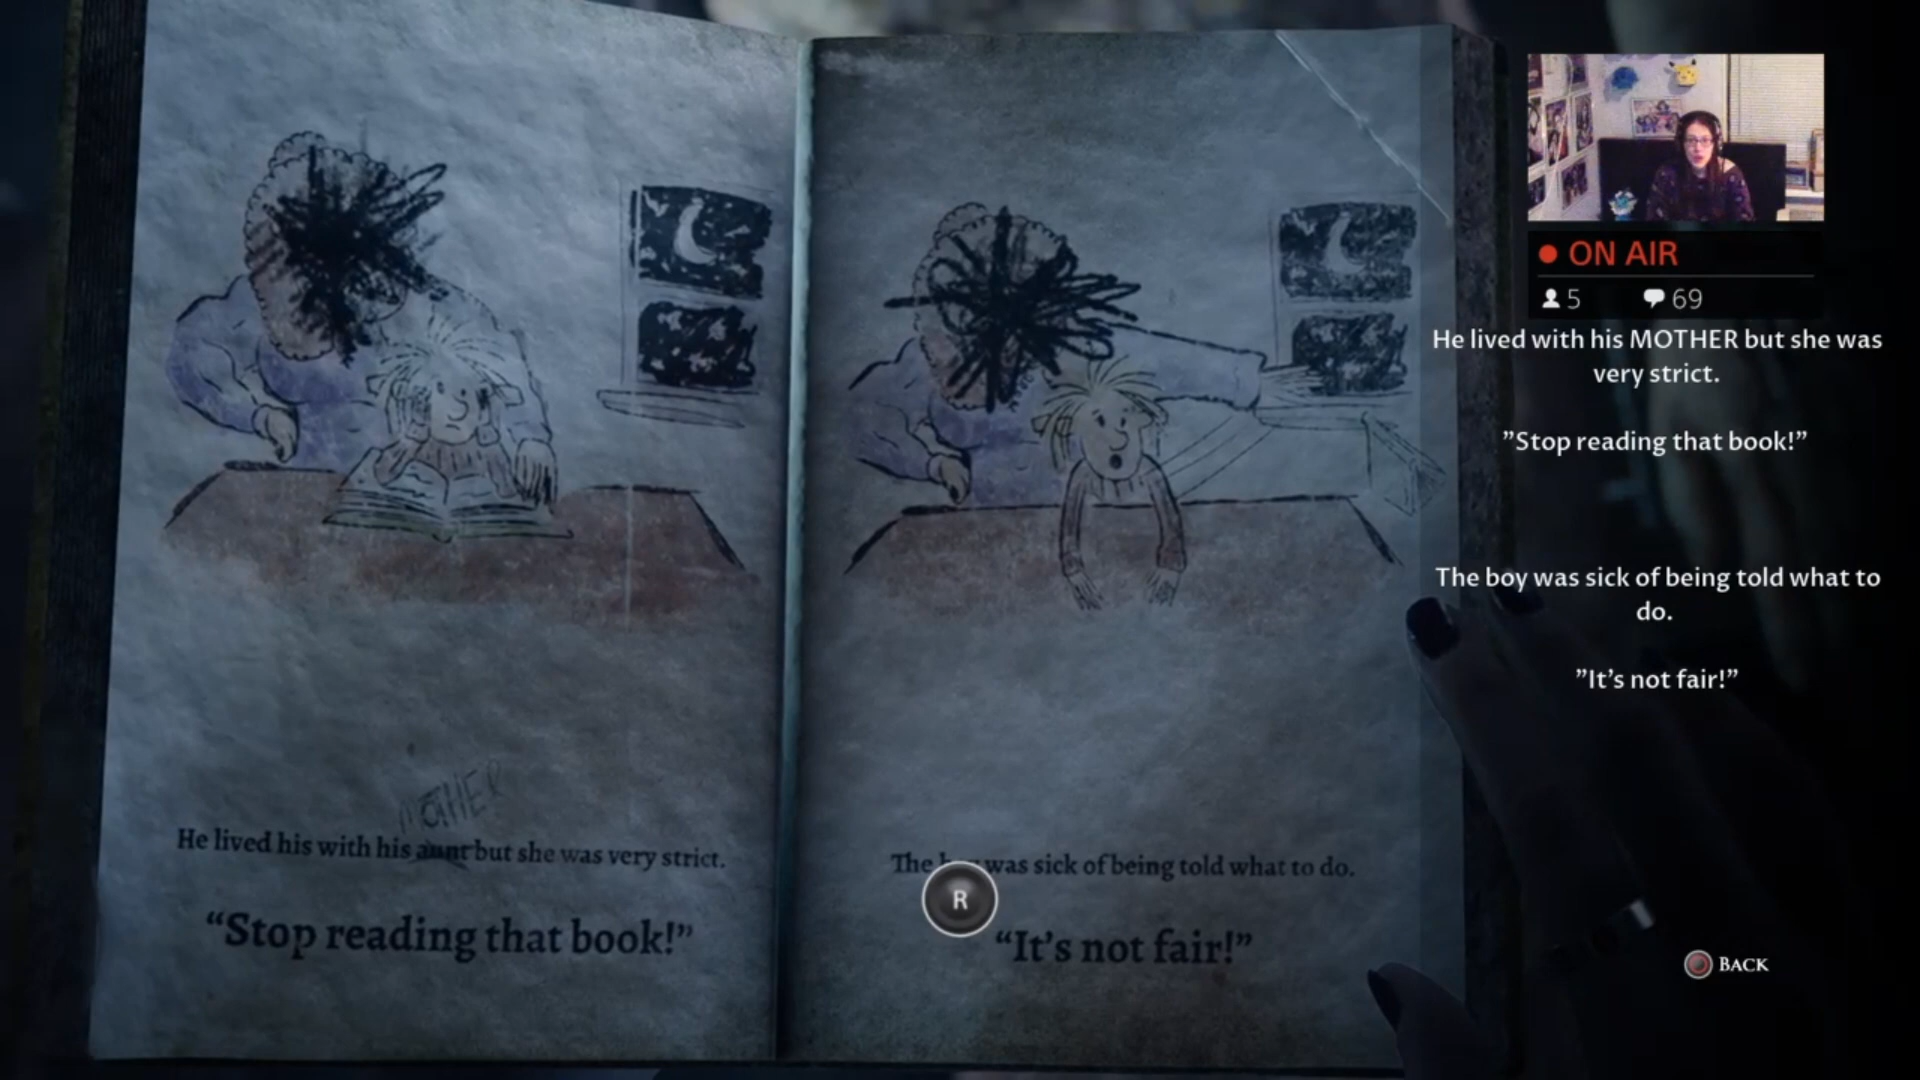 MOTHER
He lived his with his aunt but she was very strict.
“Stop reading that book!”
The boy was sick of being told what to do.
R
“It’s not fair!”
ON AIR
5 69
He lived with his MOTHER but she was
very strict.
”Stop reading that book!”
The boy was sick of being told what to
do.
”It’s not fair!”
BACK